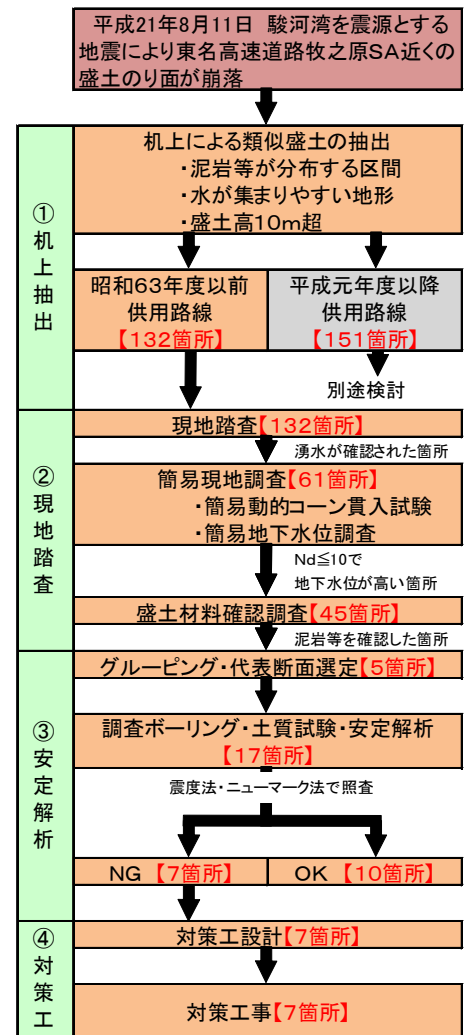 平成21年8月11日 駿河湾を震源とする
地震により東名高速道路牧之原SA近くの
盛土のり面が崩落
①机上抽出
机上による類似盛土の抽出
・泥岩等が分布する区間
・水が集まりやすい地形
・盛土高10m超
昭和63年度以前
供用路線
【132箇所】
平成元年度以降
供用路線
【151箇所】
別途検討
②現地踏査
現地踏査【132箇所】
湧水が確認された箇所
簡易現地調査【61箇所】
・簡易動的コーン貫入試験
・簡易地下水位調査
Nd≦10で
地下水位が高い箇所
盛土材料確認調査【45箇所】
泥岩等を確認した箇所
③安定解析
グルーピング・代表断面選定【5箇所】
調査ボーリング・土質試験・安定解析
【17箇所】
震度法・ニューマーク法で照査
NG 【7箇所】
OK 【10箇所】
④対策工
対策工設計【7箇所】
対策工事【7箇所】